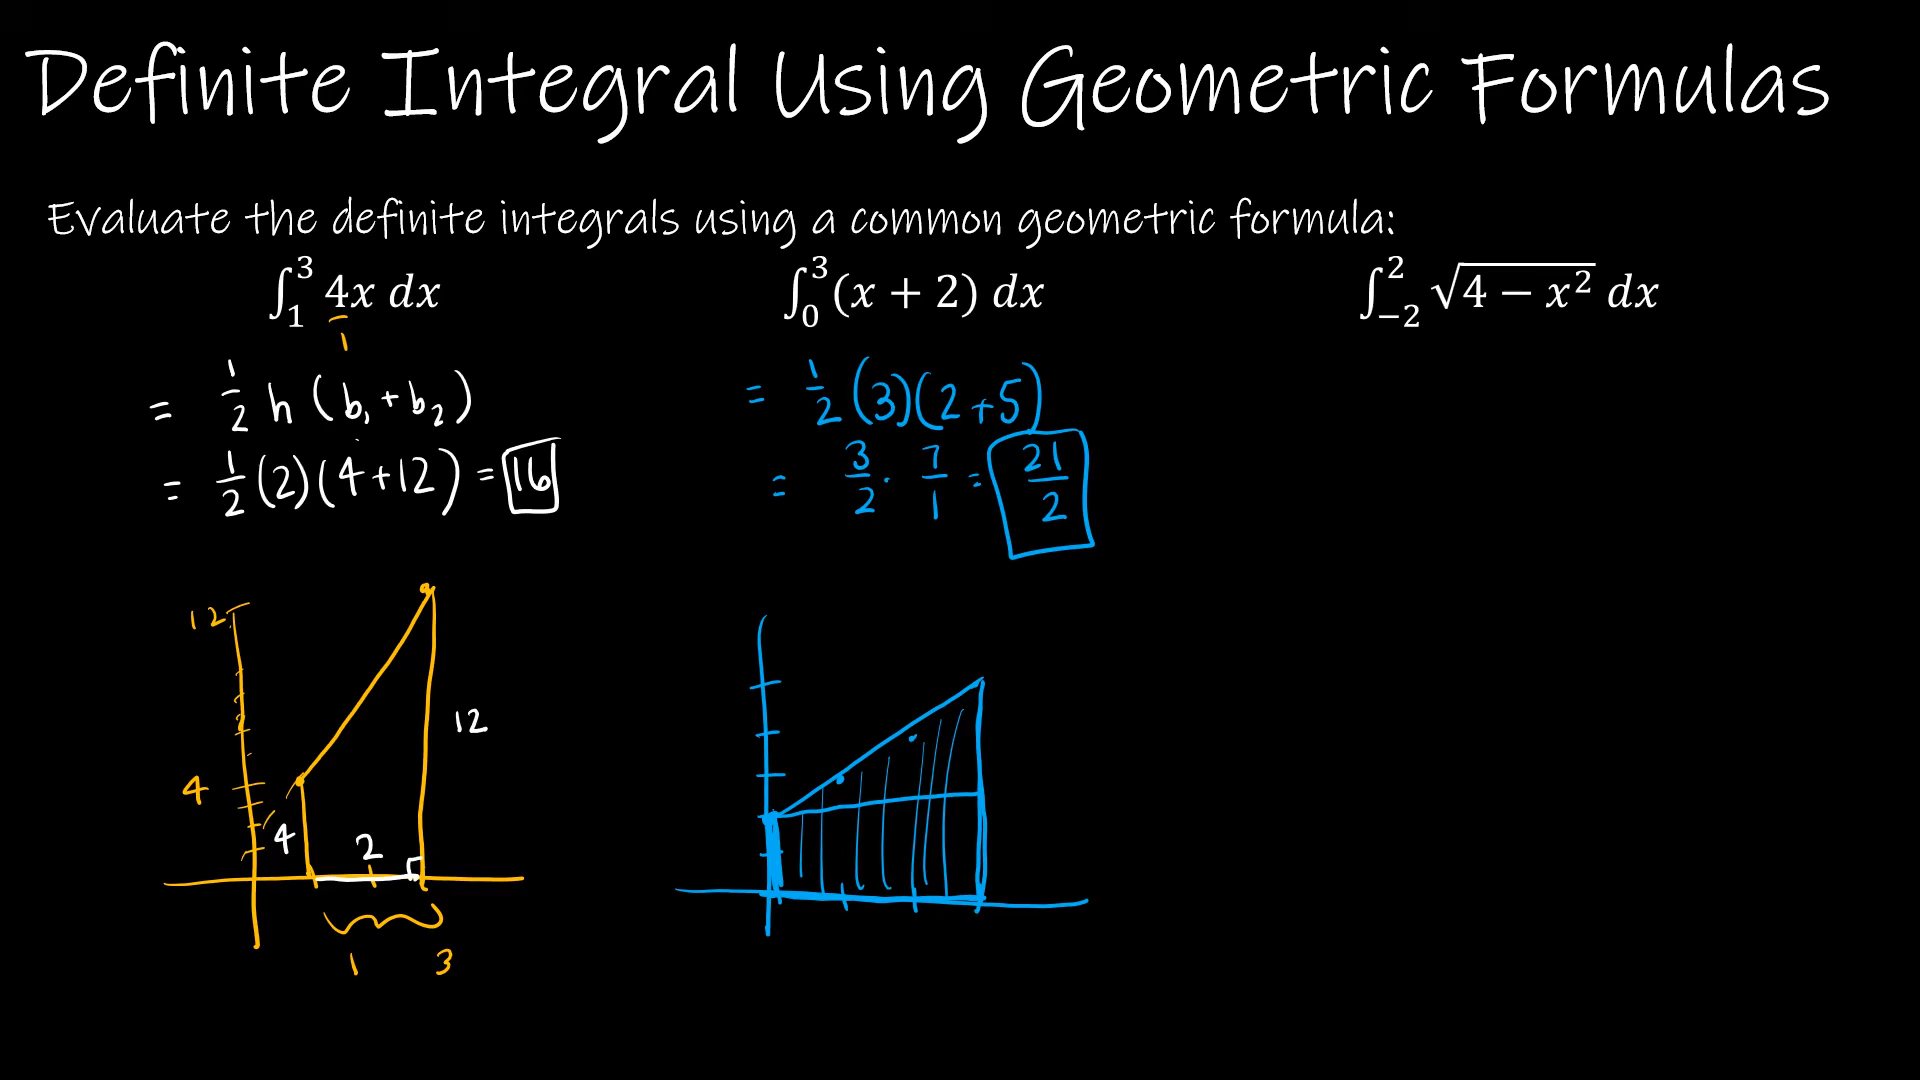 Definite Integral Using Geometric Formulas
Evaluate the definite integrals using a common geometric formula:
∫₁³ 4x dx
1
= 1/2 h (b₁ + b₂)
= 1/2 (2)(4+12) = 16
12
4
4
2
12
1 3
∫₀³ (x + 2) dx
= 1/2 (3)(2+5)
= 3/2 · 7/1 = 21/2
∫₋₂² √(4 − x²) dx